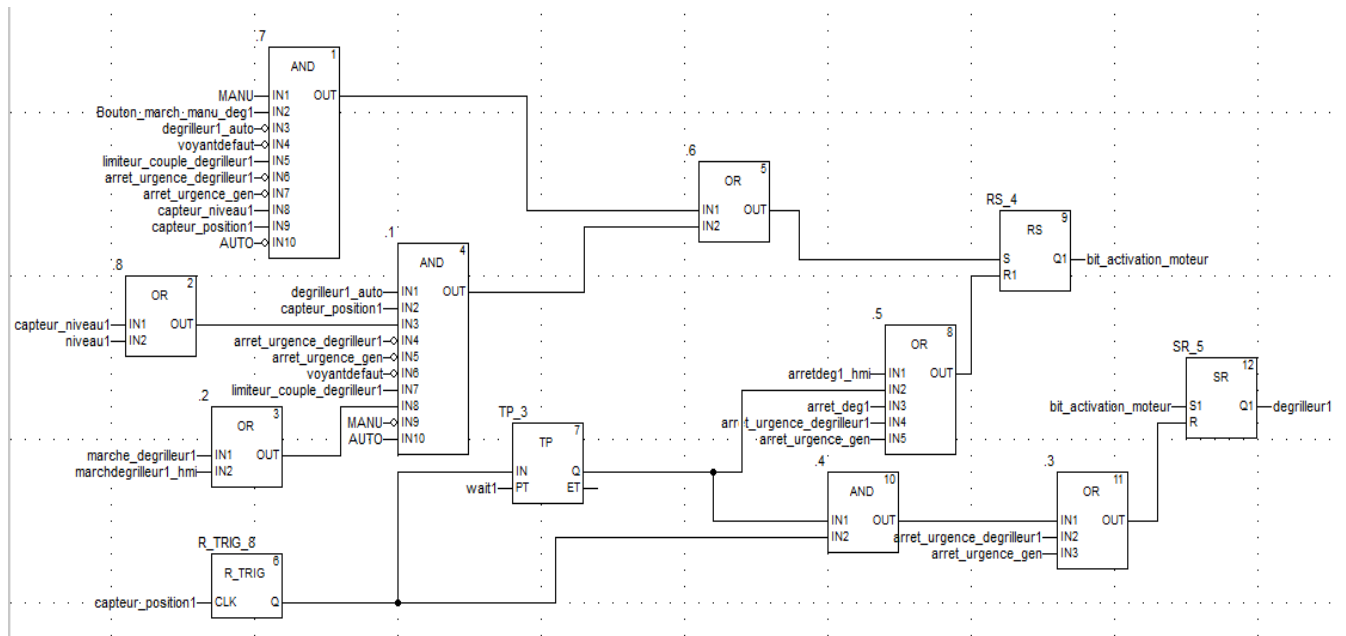 .7
1
AND
MANU IN1 OUT
Bouton-march-manu_deg1 IN2
degrilleur1_auto IN3
voyantdefaut IN4
limiteur_couple_degrilleur1 IN5
arret_urgence_degrilleur1 IN6
arret_urgence_gen IN7
capteur_niveau1 IN8
capteur_position1 IN9
AUTO IN10
.8
2
OR
capteur_niveau1 IN1 OUT
niveau1 IN2
.2
3
OR
marche_degrilleur1 IN1 OUT
marchdegrilleur1_hmi IN2
.1
4
AND
degrilleur1_auto IN1 OUT
capteur_position1 IN2
IN3
arret_urgence_degrilleur1 IN4
arret_urgence_gen IN5
voyantdefaut IN6
limiteur_couple_degrilleur1 IN7
IN8
MANU IN9
AUTO IN10
.6
5
OR
IN1 OUT
IN2
R_TRIG_8
6
R_TRIG
capteur_position1 CLK Q
TP_3
7
TP
IN Q
wait1 PT ET
.5
8
OR
arretdeg1_hmi IN1 OUT
IN2
arret_deg1 IN3
arret_urgence_degrilleur1 IN4
arret_urgence_gen IN5
RS_4
9
RS
S Q1 bit_activation_moteur
R1
.4
10
AND
IN1 OUT
IN2
.3
11
OR
IN1 OUT
arret_urgence_degrilleur1 IN2
arret_urgence_gen IN3
SR_5
12
SR
bit_activation_moteur S1 Q1 degrilleur1
R